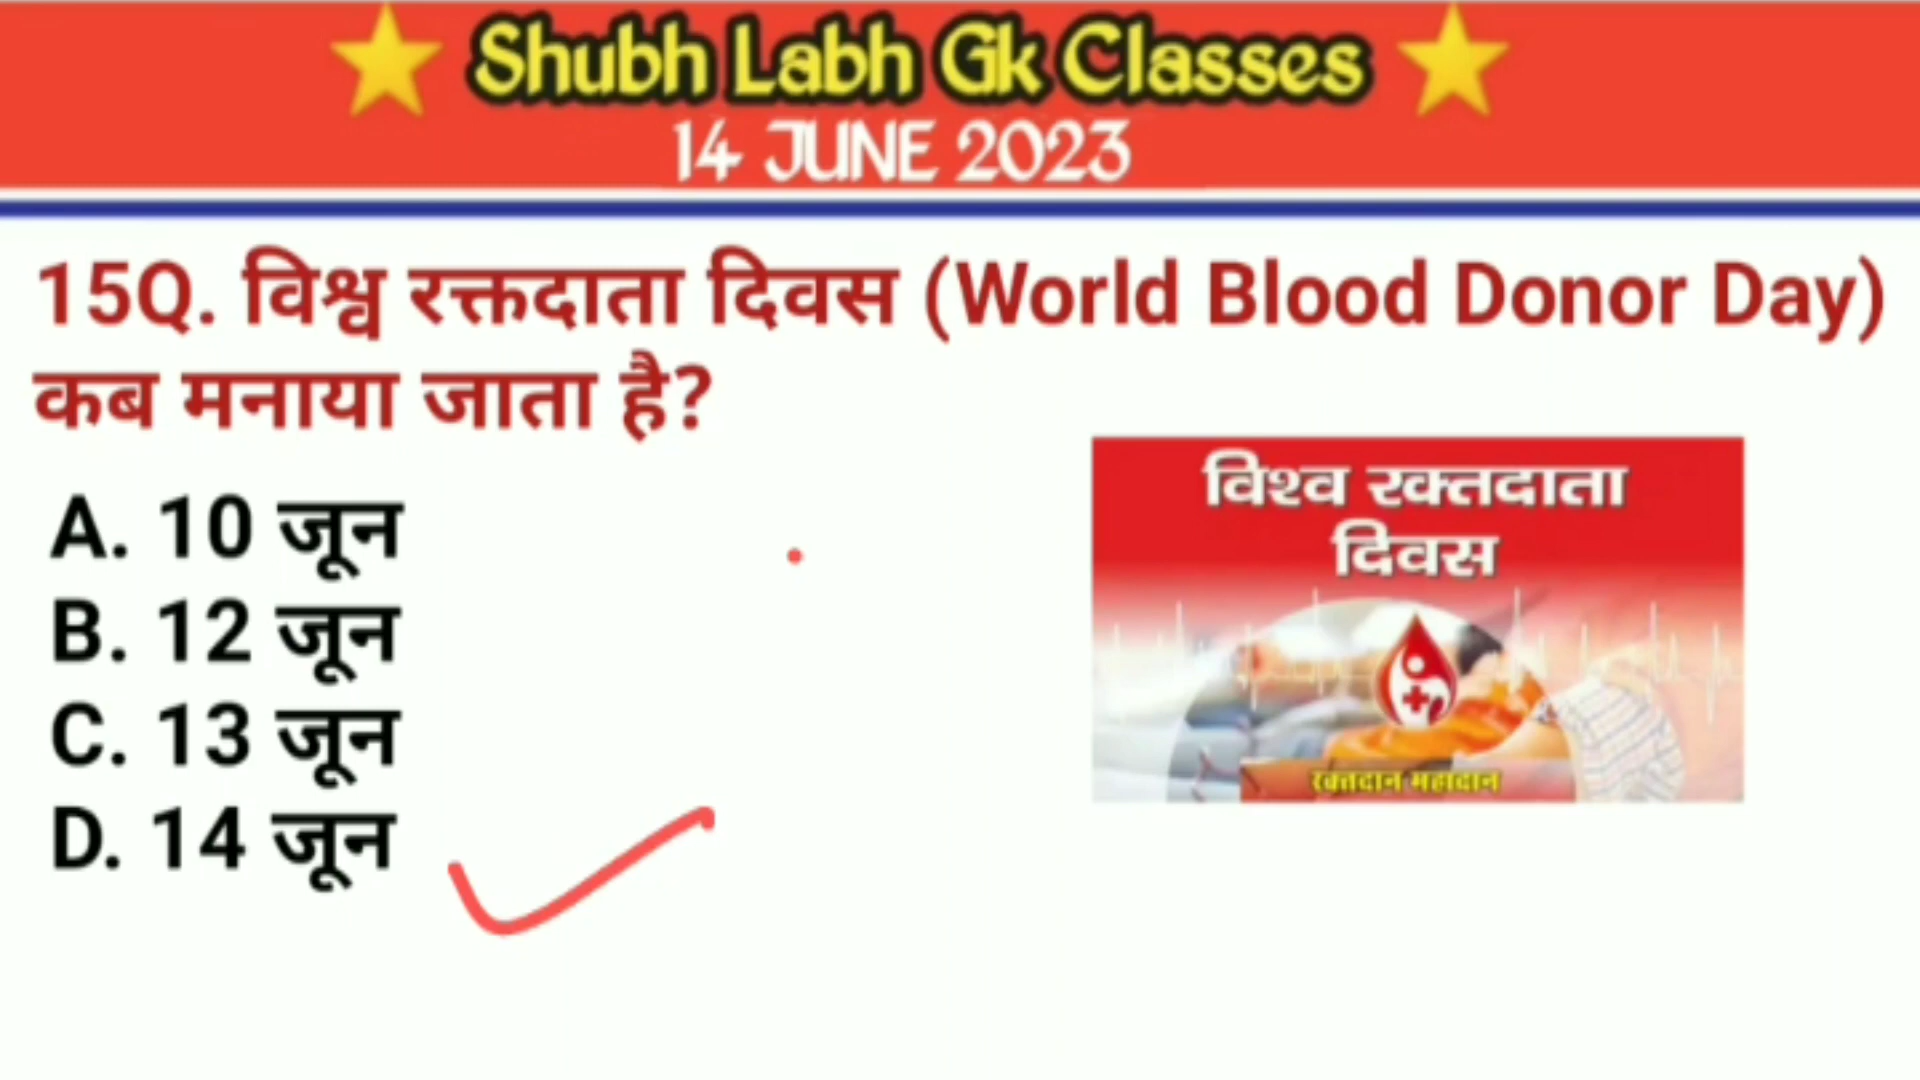 Shubh Labh Gk Classes
14 JUNE 2023
15Q. विश्व रक्तदाता दिवस (World Blood Donor Day)
कब मनाया जाता है?
A. 10 जून
B. 12 जून
C. 13 जून
D. 14 जून
विश्व रक्तदाता
दिवस
रक्तदान महादान